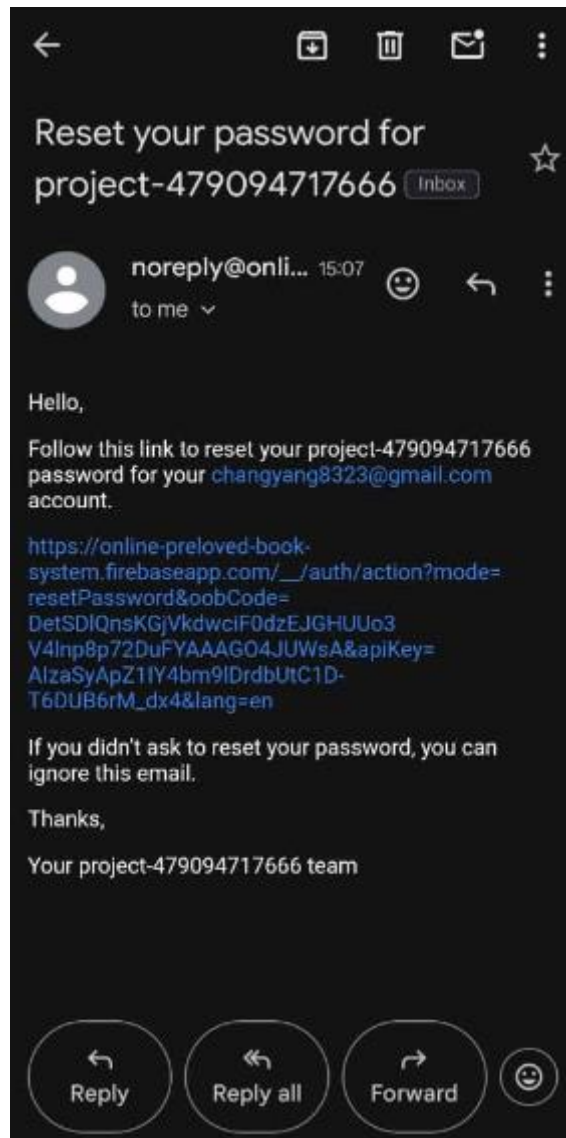 Reset your password for
project-479094717666 Inbox
noreply@onli... 15:07
to me
Hello,
Follow this link to reset your project-479094717666
password for your changyang8323@gmail.com
account.
https://online-preloved-book-
system.firebaseapp.com/__/auth/action?mode=
resetPassword&oobCode=
DetSDlQnsKGjVkdwciF0dzEJGHUUo3
V4lnp8p72DuFYAAAGO4JUWsA&apiKey=
AIzaSyApZ1IY4bm9lDrdbUtC1D-
T6DUB6rM_dx4&lang=en
If you didn't ask to reset your password, you can
ignore this email.
Thanks,
Your project-479094717666 team
Reply
Reply all
Forward